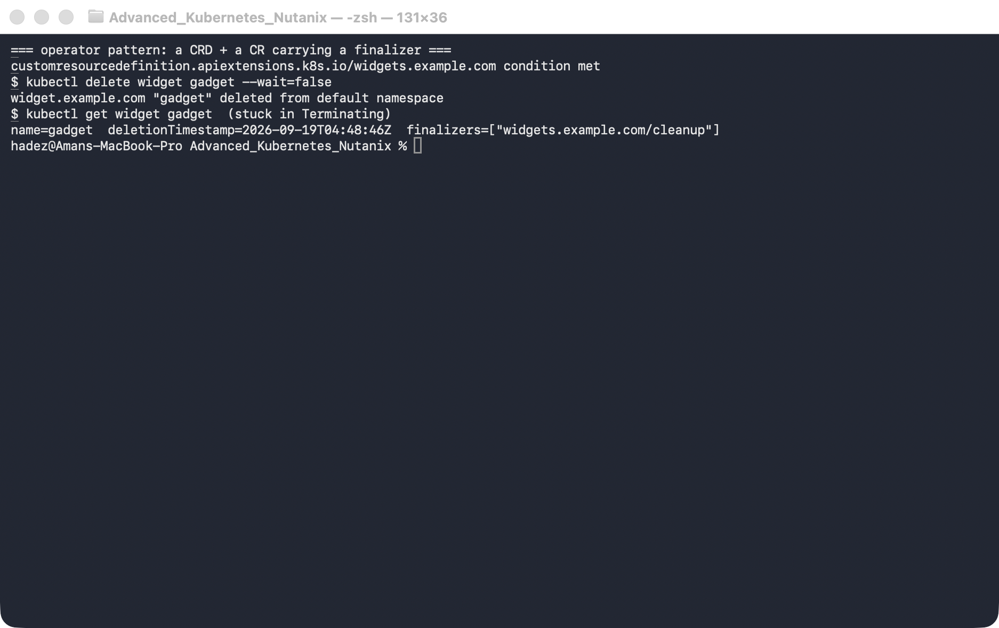 Advanced_Kubernetes_Nutanix — -zsh — 131×36
=== operator pattern: a CRD + a CR carrying a finalizer ===
customresourcedefinition.apiextensions.k8s.io/widgets.example.com condition met
$ kubectl delete widget gadget --wait=false
widget.example.com "gadget" deleted from default namespace
$ kubectl get widget gadget  (stuck in Terminating)
name=gadget  deletionTimestamp=2026-09-19T04:48:46Z  finalizers=["widgets.example.com/cleanup"]
hadez@Amans-MacBook-Pro Advanced_Kubernetes_Nutanix %